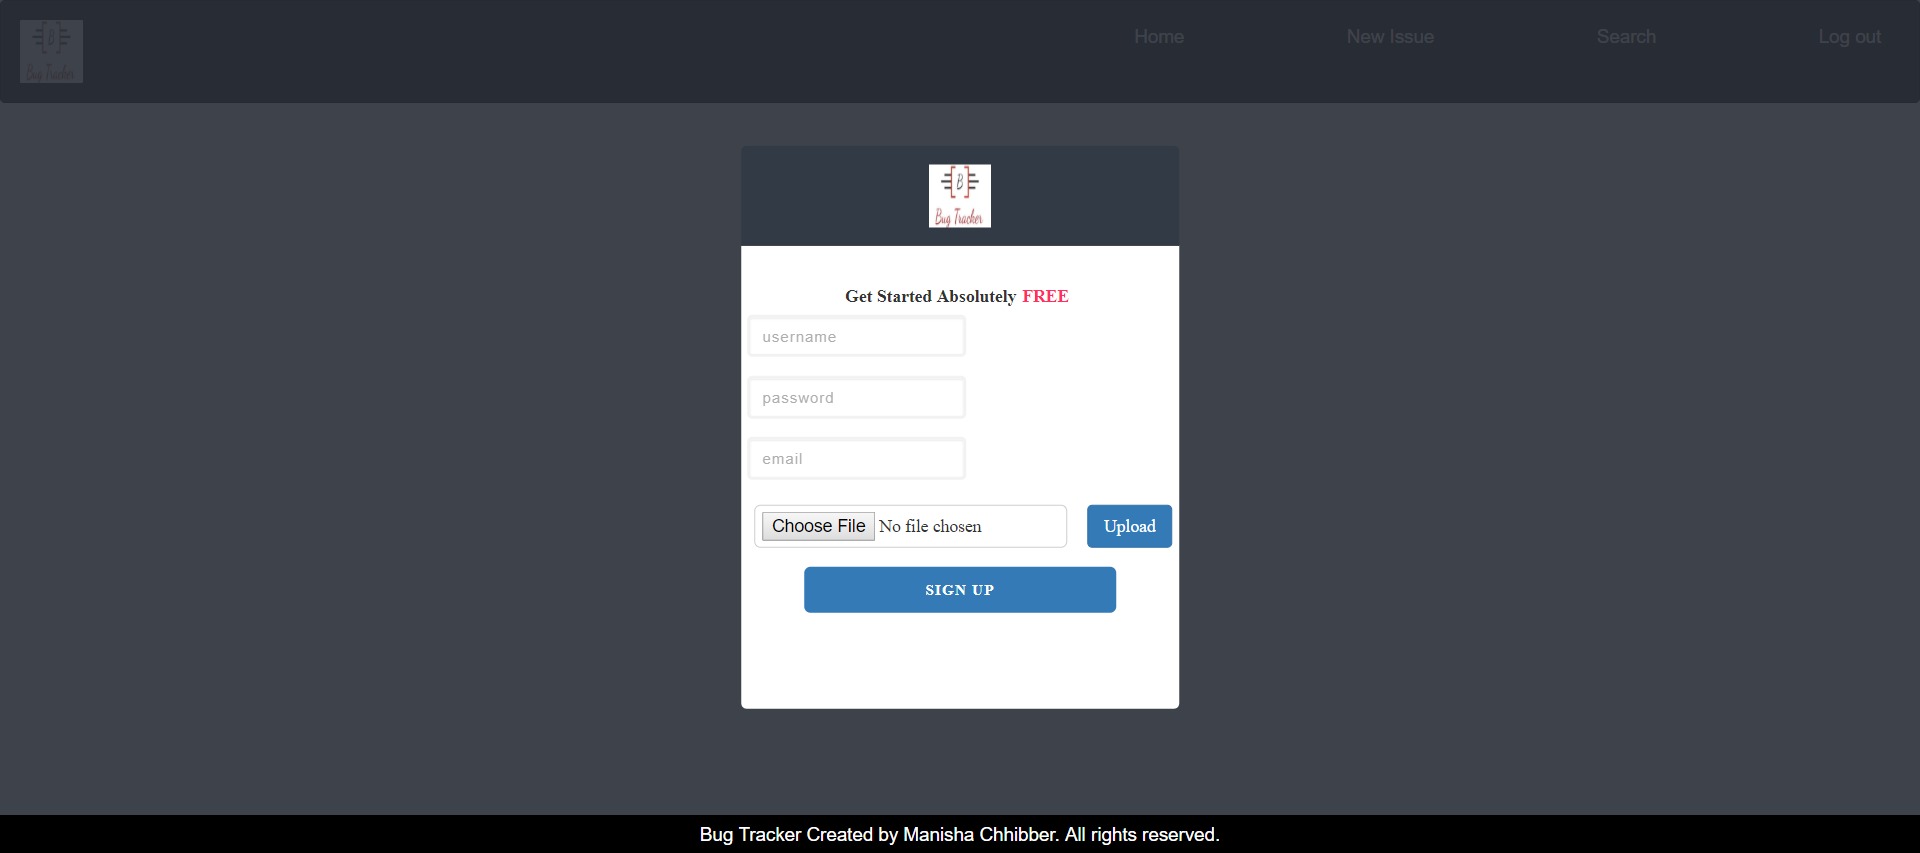 B
Bug Tracker
Home
New Issue
Search
Log out
B
Bug Tracker
Get Started Absolutely FREE
username
password
email
Choose File No file chosen
Upload
SIGN UP
Bug Tracker Created by Manisha Chhibber. All rights reserved.